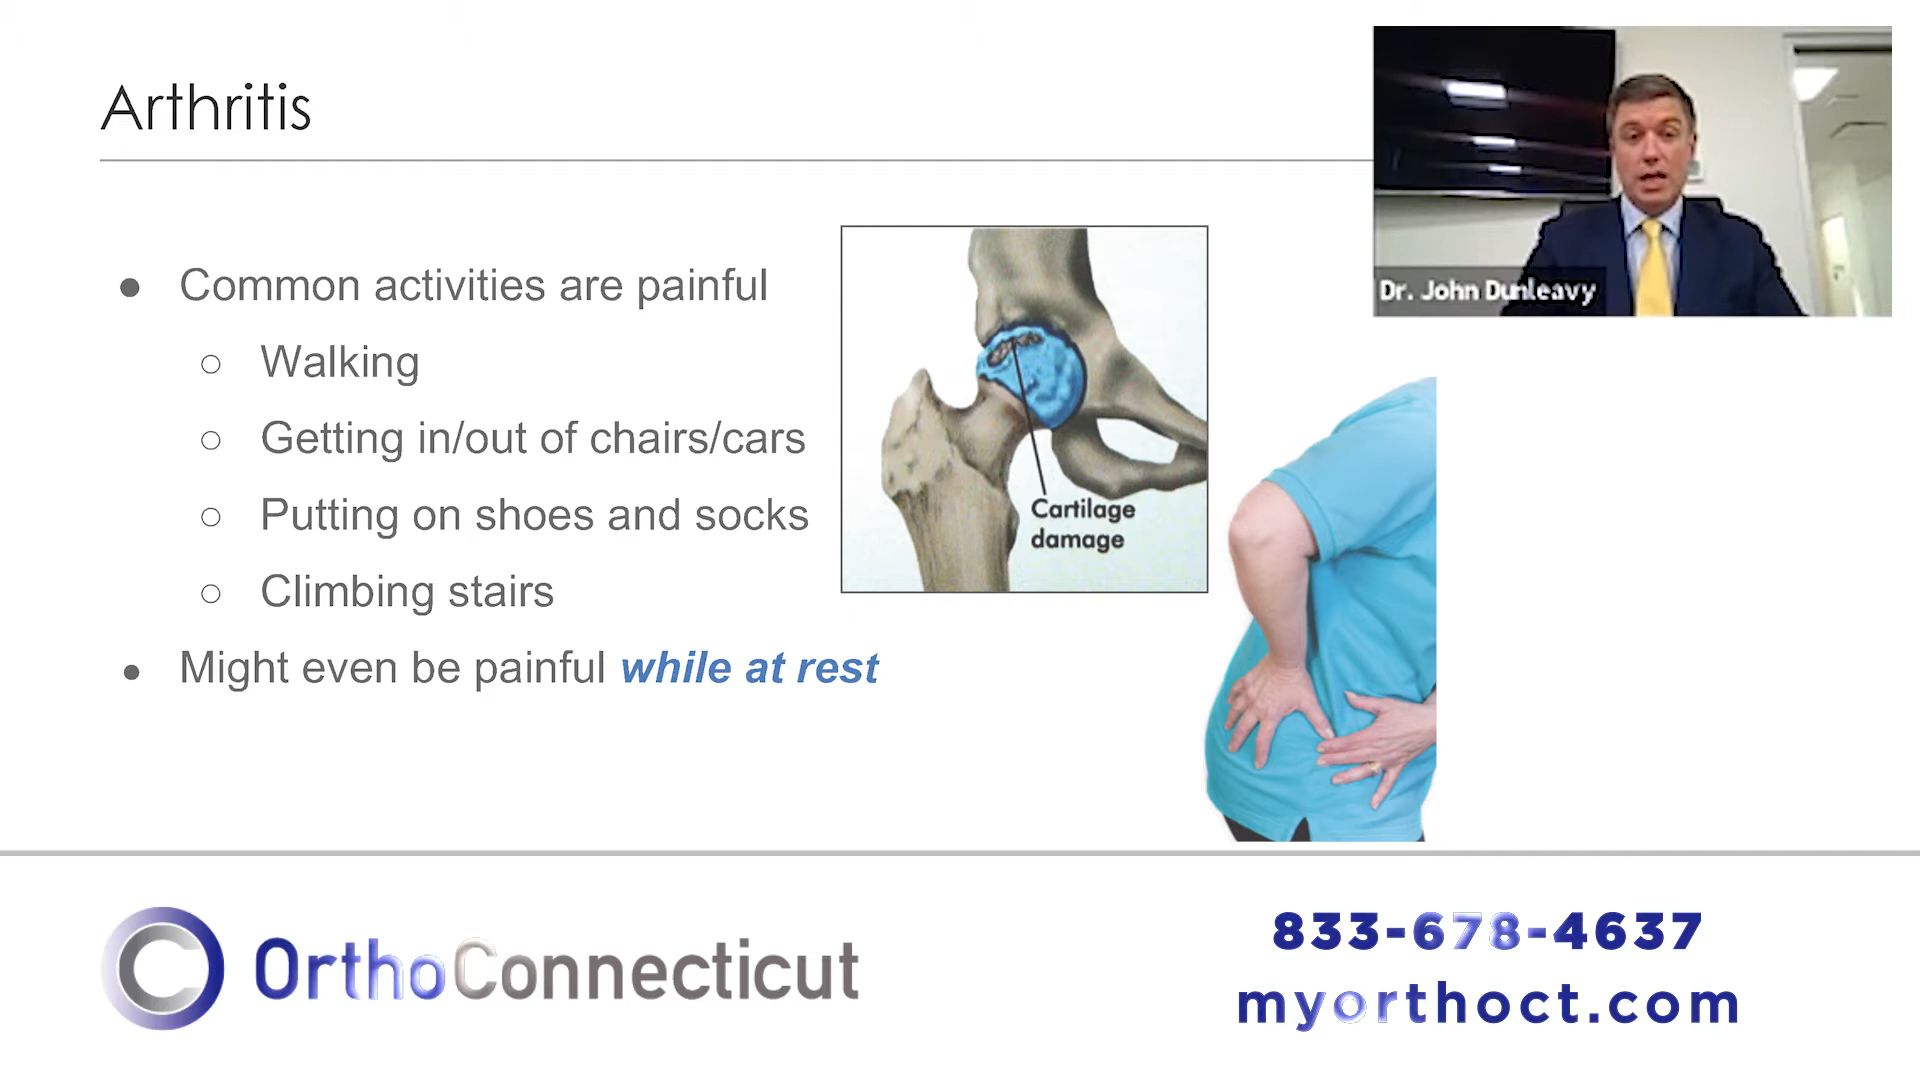 Arthritis
Dr. John Dunleavy
● Common activities are painful
○ Walking
○ Getting in/out of chairs/cars
○ Putting on shoes and socks
○ Climbing stairs
● Might even be painful while at rest
Cartilage
damage
OrthoConnecticut
833-678-4637
myorthoct.com